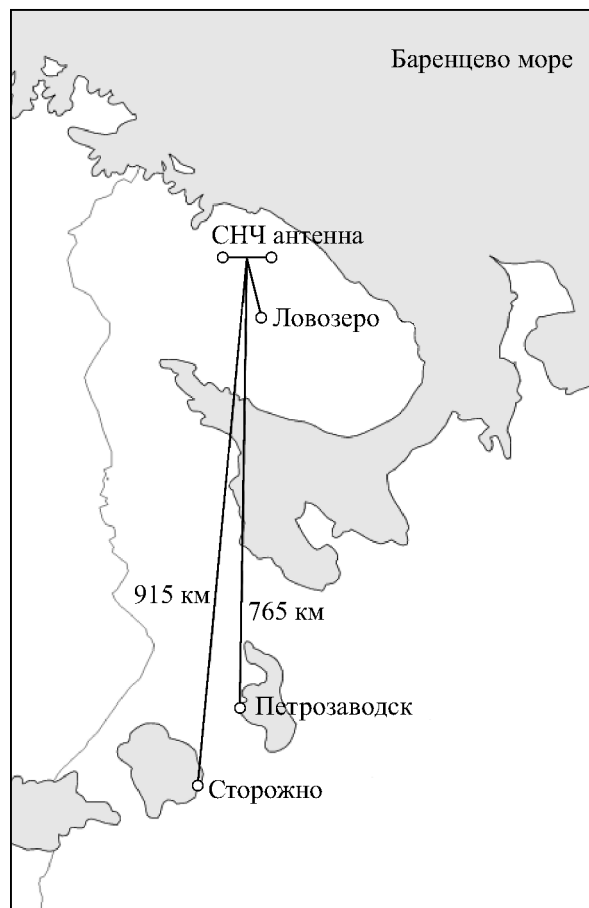 Баренцево море
СНЧ антенна
Ловозеро
915 км
765 км
Петрозаводск
Сторожно